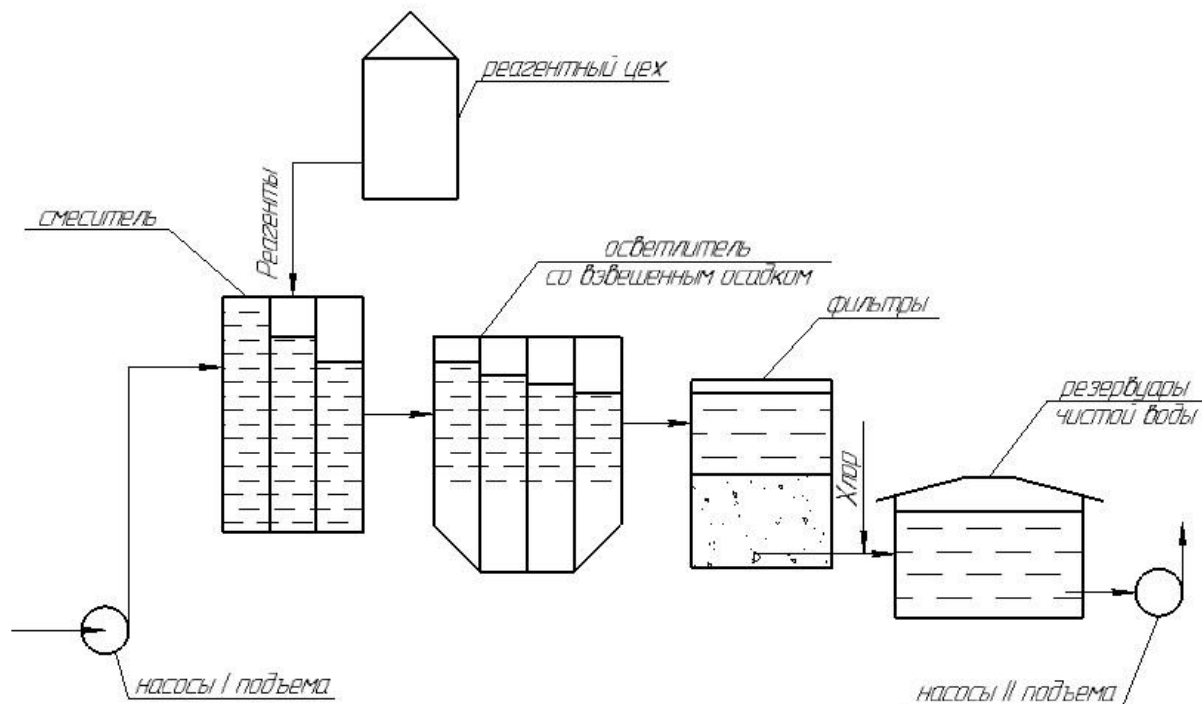 реагентный цех
смеситель
Реагенты
осветлитель
со взвешенным осадком
фильтры
резервуары
чистой воды
Хлор
насосы I подъема
насосы II подъема